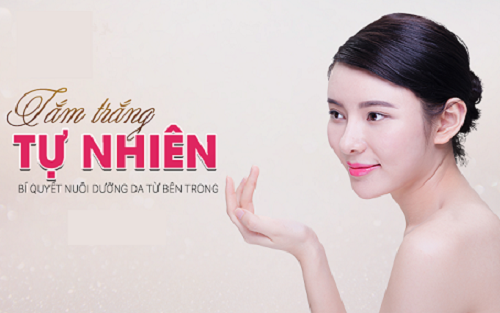 Tắm trắng
TỰ NHIÊN
BÍ QUYẾT NUÔI DƯỠNG DA TỪ BÊN TRONG